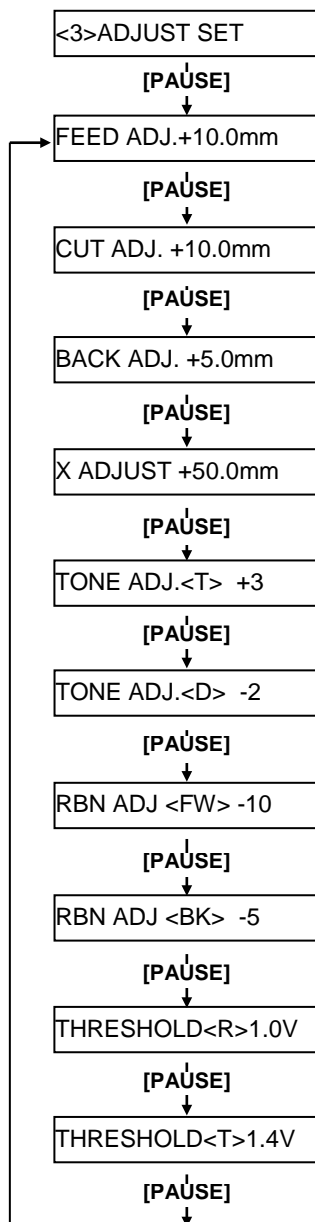 <3>ADJUST SET
[PAUSE]
FEED ADJ.+10.0mm
[PAUSE]
CUT ADJ. +10.0mm
[PAUSE]
BACK ADJ. +5.0mm
[PAUSE]
X ADJUST +50.0mm
[PAUSE]
TONE ADJ.<T> +3
[PAUSE]
TONE ADJ.<D> -2
[PAUSE]
RBN ADJ <FW> -10
[PAUSE]
RBN ADJ <BK> -5
[PAUSE]
THRESHOLD<R>1.0V
[PAUSE]
THRESHOLD<T>1.4V
[PAUSE]